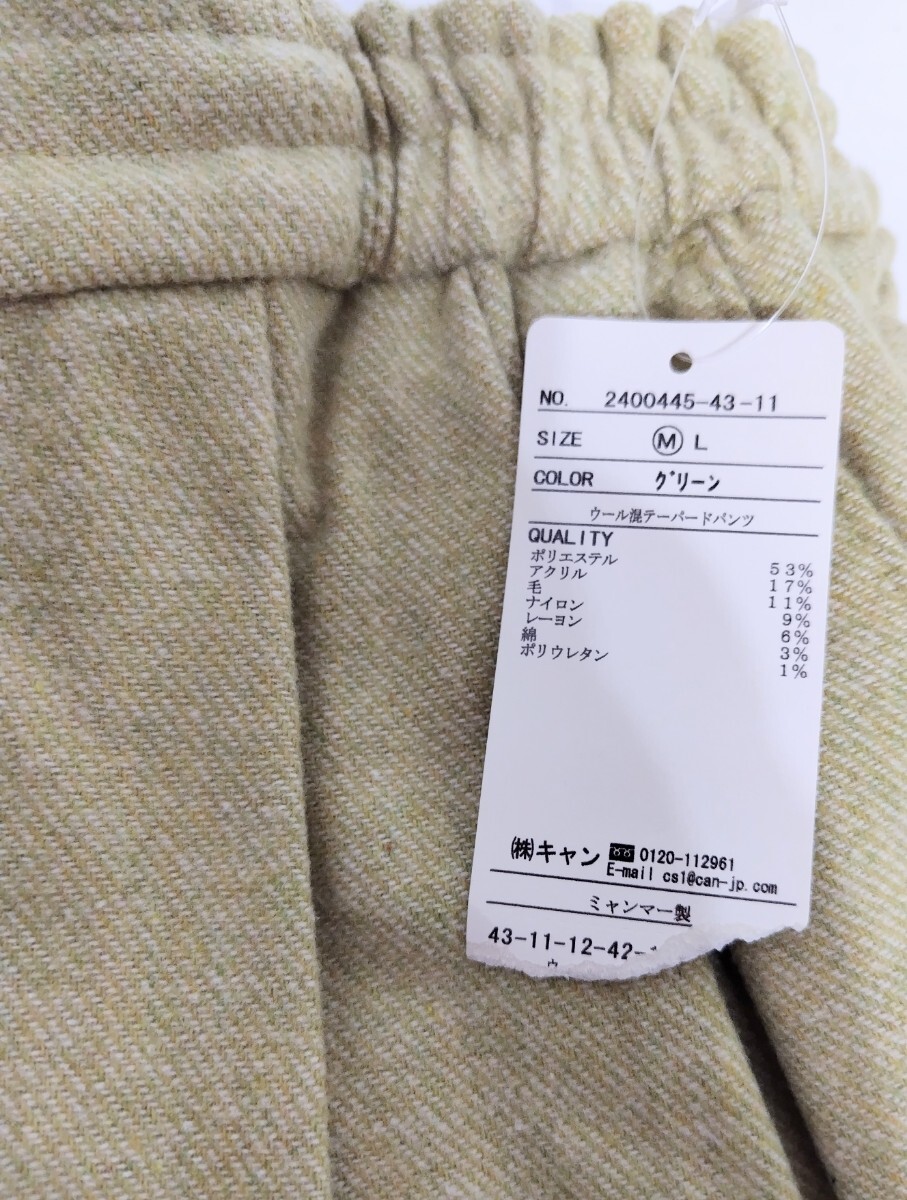 NO. 2400445-43-11
SIZE Ⓜ L
COLOR グリーン
ウール混テーパードパンツ
QUALITY
ポリエステル 53%
アクリル 17%
毛 11%
ナイロン 9%
レーヨン 6%
綿 3%
ポリウレタン 1%
㈱キャン 0120-112961
E-mail cs1@can-jp.com
ミャンマー製
43-11-12-42-